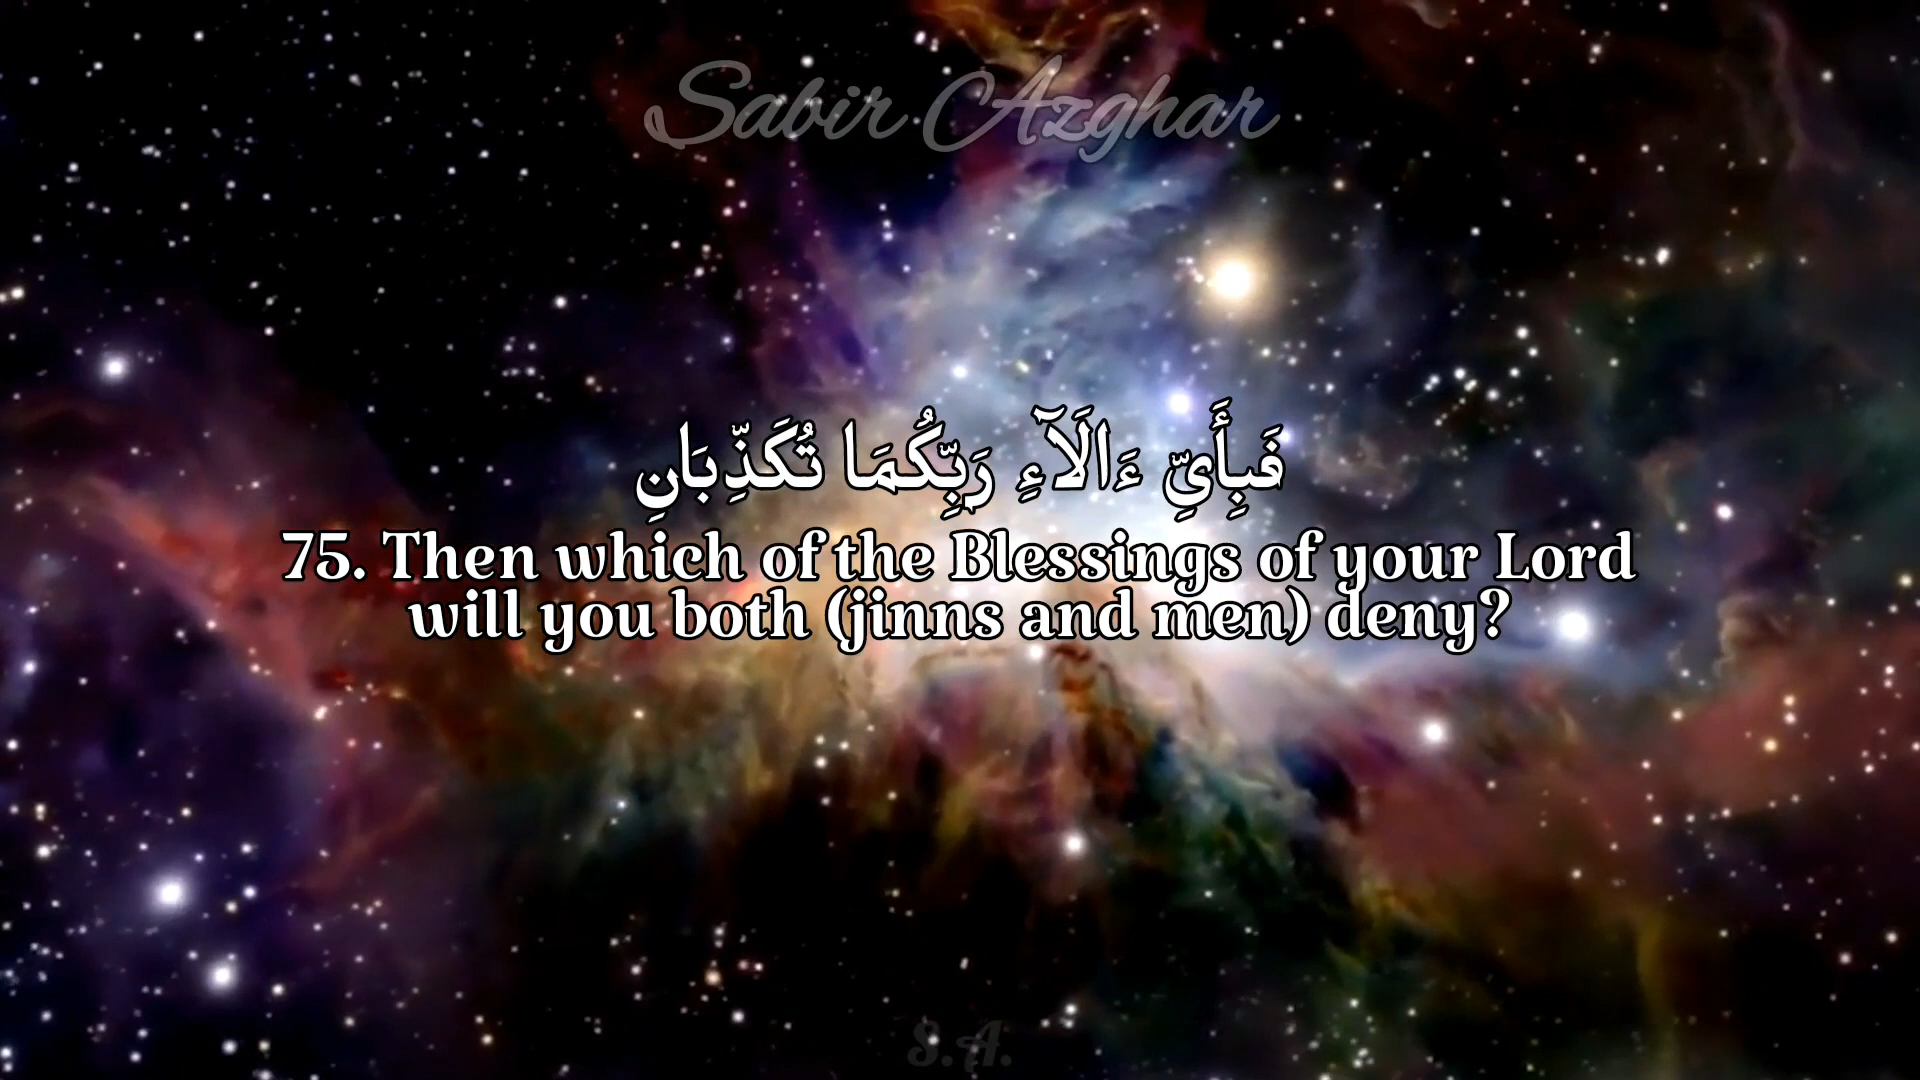 Sabir Azghar
فَبِأَيِّ ءَالَآءِ رَبِّكُمَا تُكَذِّبَانِ
75. Then which of the Blessings of your Lord
will you both (jinns and men) deny?
S.A.